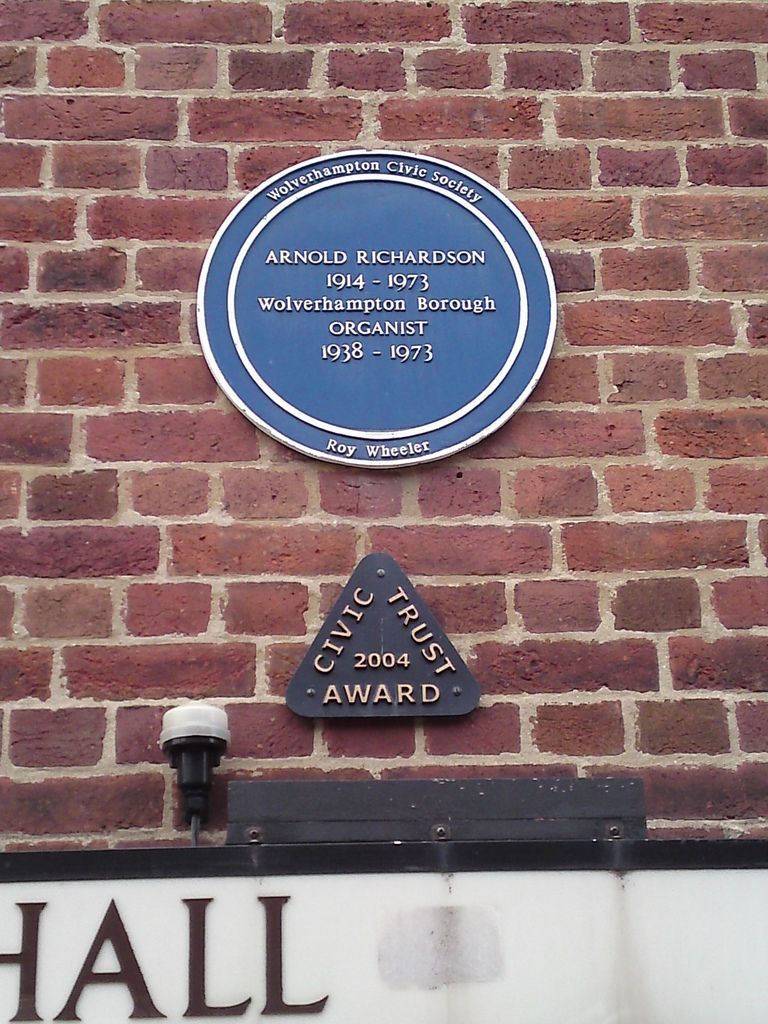 Wolverhampton Civic Society
ARNOLD RICHARDSON
1914 - 1973
Wolverhampton Borough
ORGANIST
1938 - 1973
Roy Wheeler
CIVIC TRUST
2004
AWARD
HALL